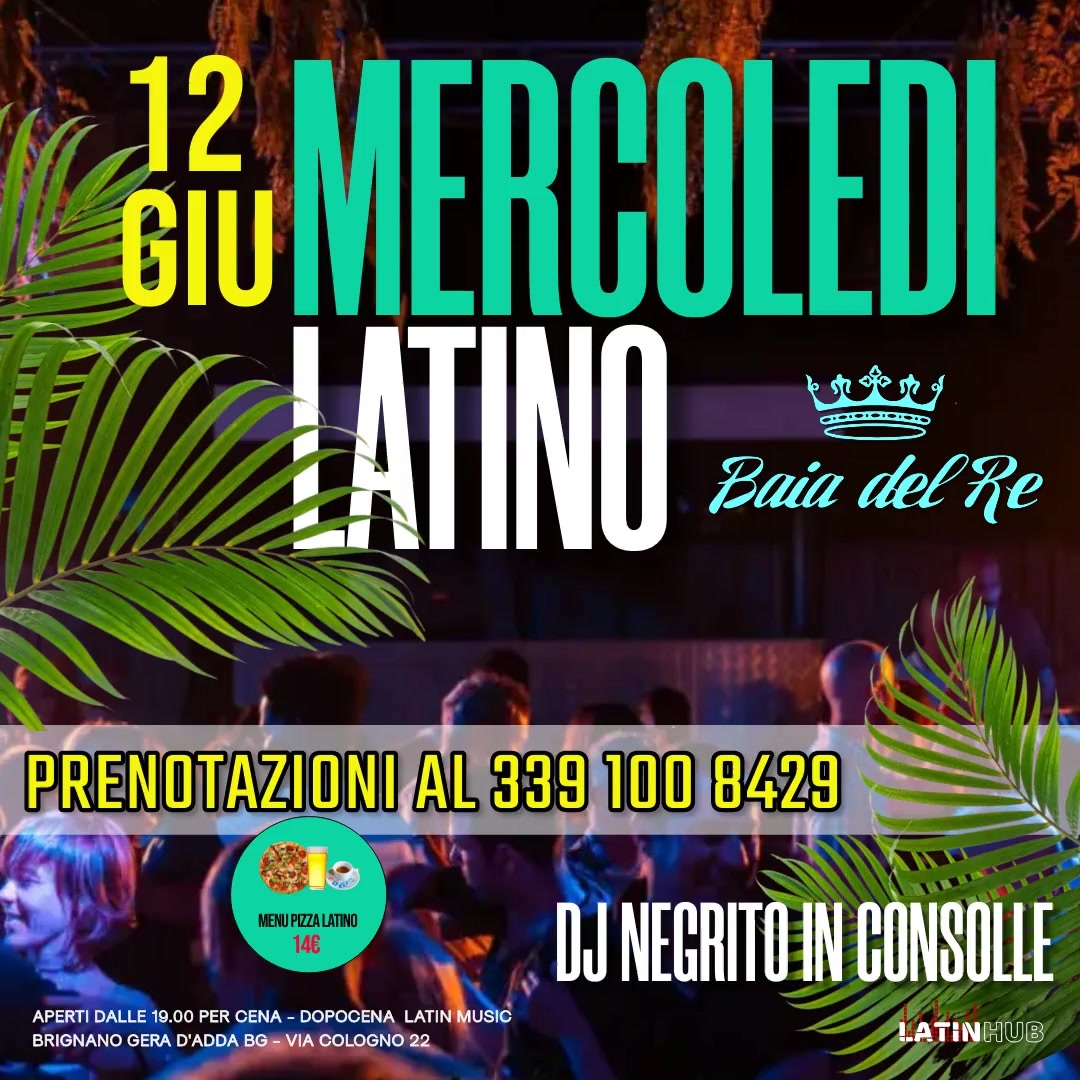 12
GIU
MERCOLEDI
LATINO
Baia del Re
PRENOTAZIONI AL 339 100 8429
MENU PIZZA LATINO
14€
DJ NEGRITO IN CONSOLLE
APERTI DALLE 19.00 PER CENA - DOPOCENA LATIN MUSIC
BRIGNANO GERA D'ADDA BG - VIA COLOGNO 22
LATINHUB